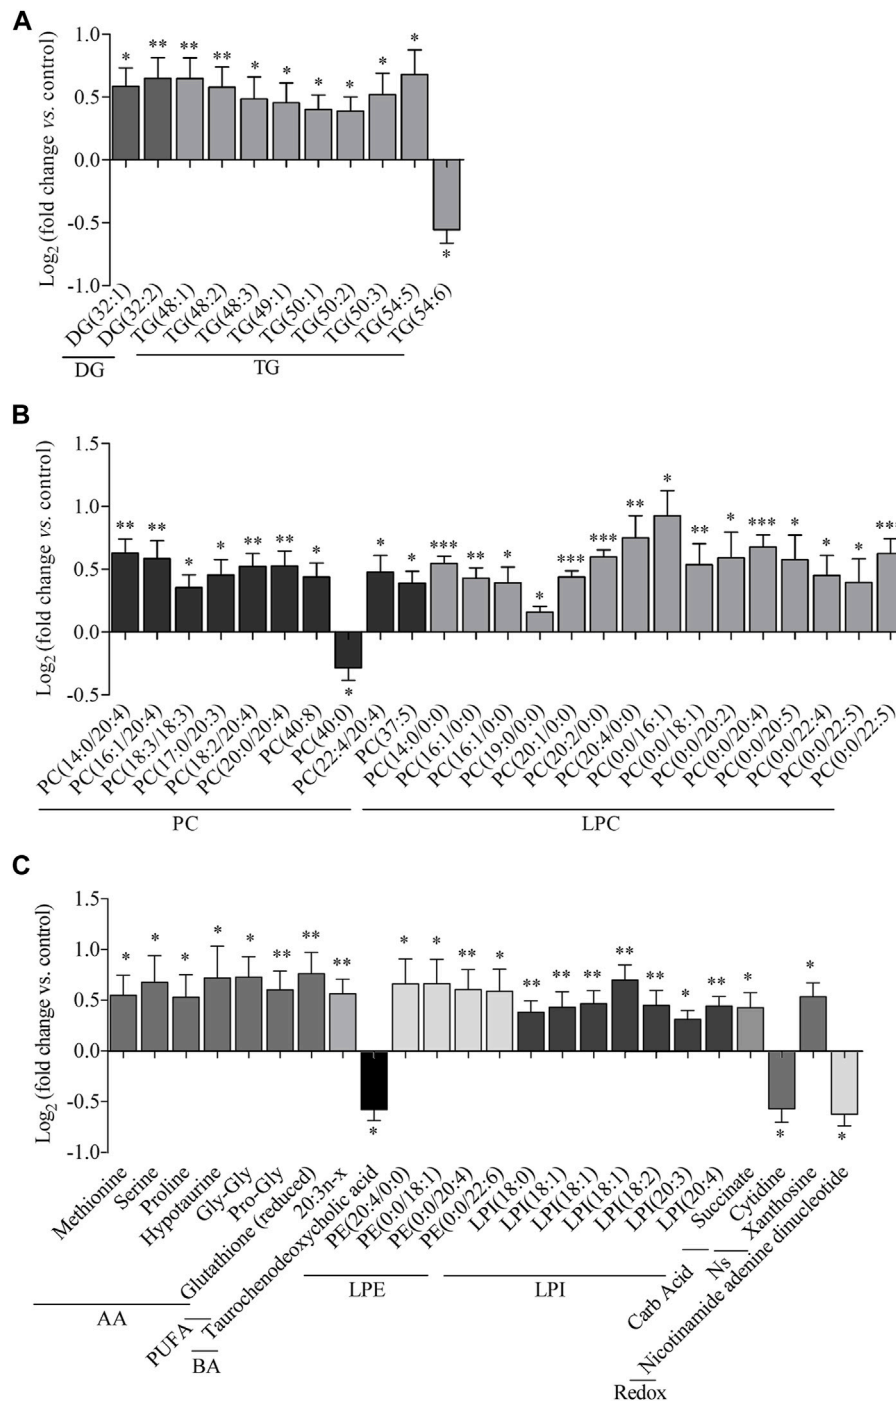 A
Log2 (fold change vs. control)
1.0
0.5
0.0
-0.5
-1.0
* ** ** ** * * * * * * *
DG(32:1)
DG(32:2)
TG(48:1)
TG(48:2)
TG(48:3)
TG(49:1)
TG(50:1)
TG(50:2)
TG(50:3)
TG(54:5)
TG(54:6)
DG
TG
B
Log2 (fold change vs. control)
1.5
1.0
0.5
0.0
-0.5
** ** * * ** ** * * * * *** ** * * *** *** ** * ** * *** * * * ***
PC(14:0/20:4)
PC(16:1/20:4)
PC(18:3/18:3)
PC(17:0/20:3)
PC(18:2/20:4)
PC(20:0/20:4)
PC(40:8)
PC(40:0)
PC(22:4/20:4)
PC(37:5)
PC(14:0/0:0)
PC(16:1/0:0)
PC(16:1/0:0)
PC(19:0/0:0)
PC(20:1/0:0)
PC(20:2/0:0)
PC(20:4/0:0)
PC(0:0/16:1)
PC(0:0/18:1)
PC(0:0/20:2)
PC(0:0/20:4)
PC(0:0/20:5)
PC(0:0/22:4)
PC(0:0/22:5)
PC(0:0/22:5)
PC
LPC
C
Log2 (fold change vs. control)
1.5
1.0
0.5
0.0
-0.5
-1.0
* * * * * ** ** ** * * * ** * ** ** ** ** ** * ** * * * *
Methionine
Serine
Proline
Hypotaurine
Gly-Gly
Pro-Gly
Glutathione (reduced)
20:3n-x
Taurochenodeoxycholic acid
PE(20:4/0:0)
PE(0:0/18:1)
PE(0:0/20:4)
PE(0:0/22:6)
LPI(18:0)
LPI(18:1)
LPI(18:1)
LPI(18:1)
LPI(18:2)
LPI(20:3)
LPI(20:4)
Succinate
Cytidine
Xanthosine
Nicotinamide adenine dinucleotide
AA
PUFA
BA
LPE
LPI
Carb Acid
Ns
Redox